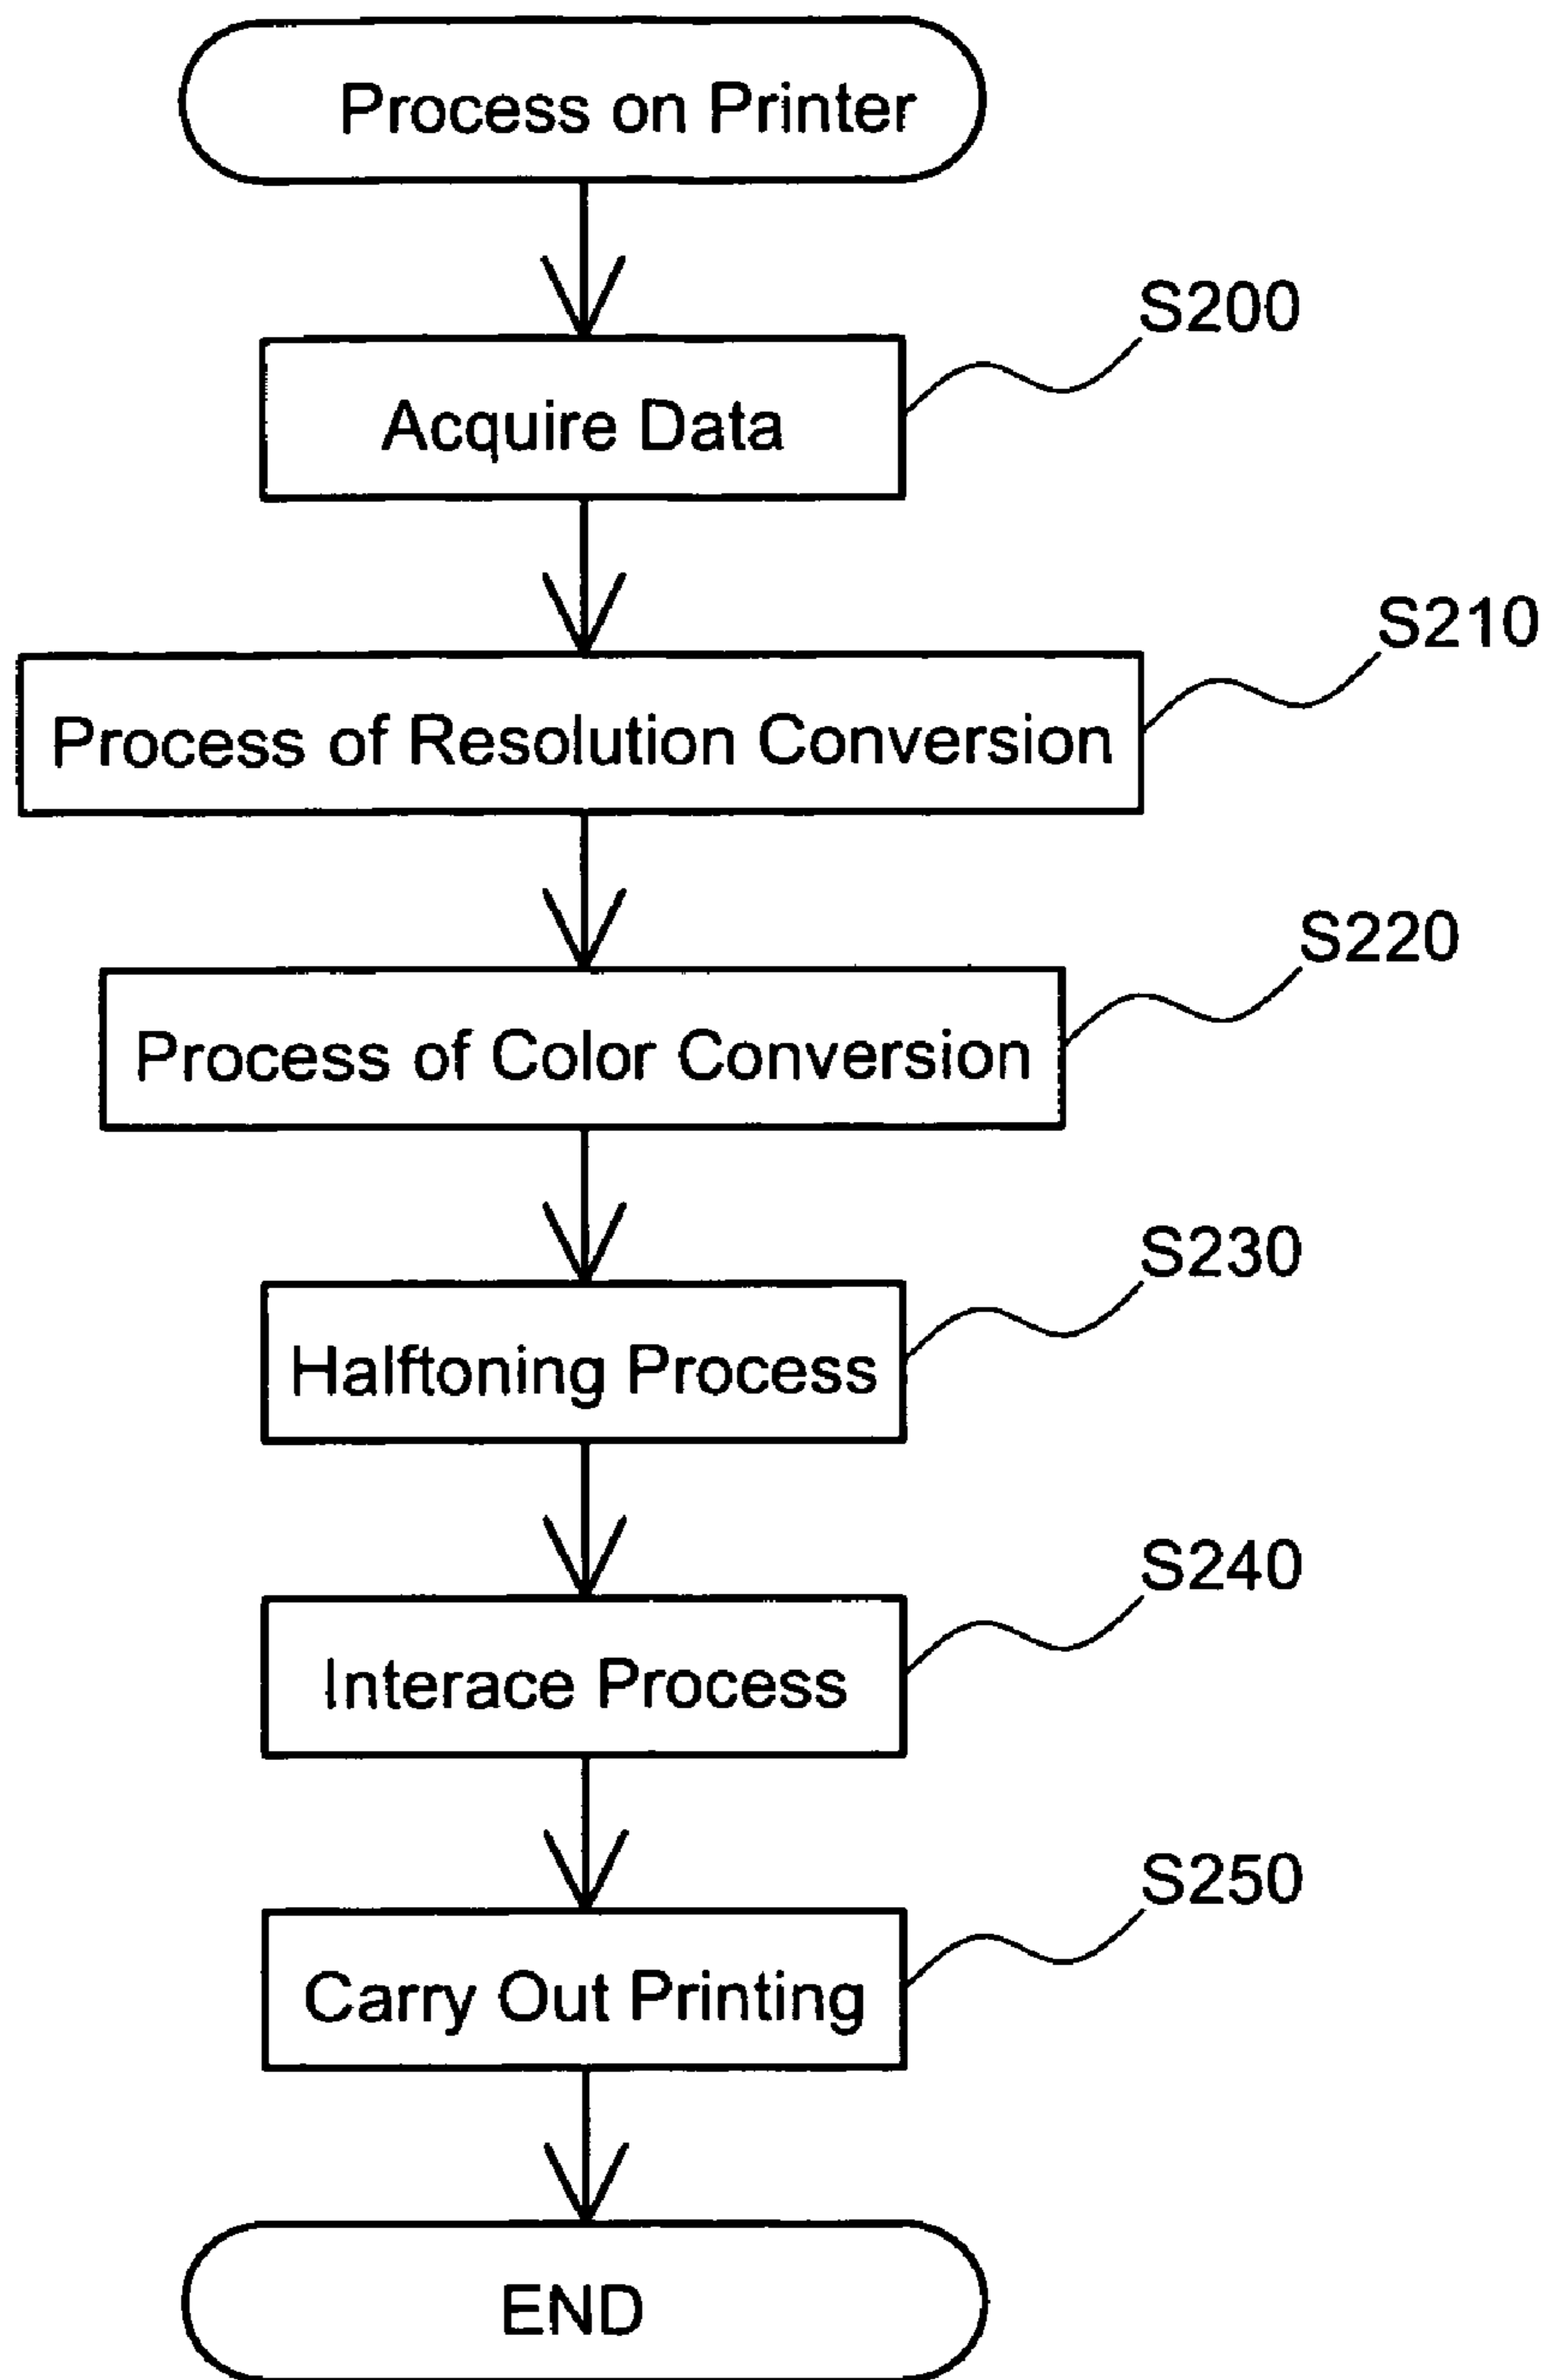 Process on Printer
S200
Acquire Data
S210
Process of Resolution Conversion
S220
Process of Color Conversion
S230
Halftoning Process
S240
Interace Process
S250
Carry Out Printing
END